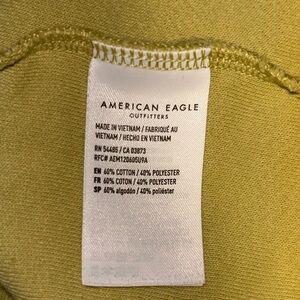 AMERICAN EAGLE
OUTFITTERS
MADE IN VIETNAM / FABRIQUÉ AU
VIETNAM / HECHO EN VIETNAM
RN 54485 / CA 03873
RFC# AEM120605U9A
EN 60% COTTON / 40% POLYESTER
FR 60% COTON / 40% POLYESTER
SP 60% algodón / 40% poliéster